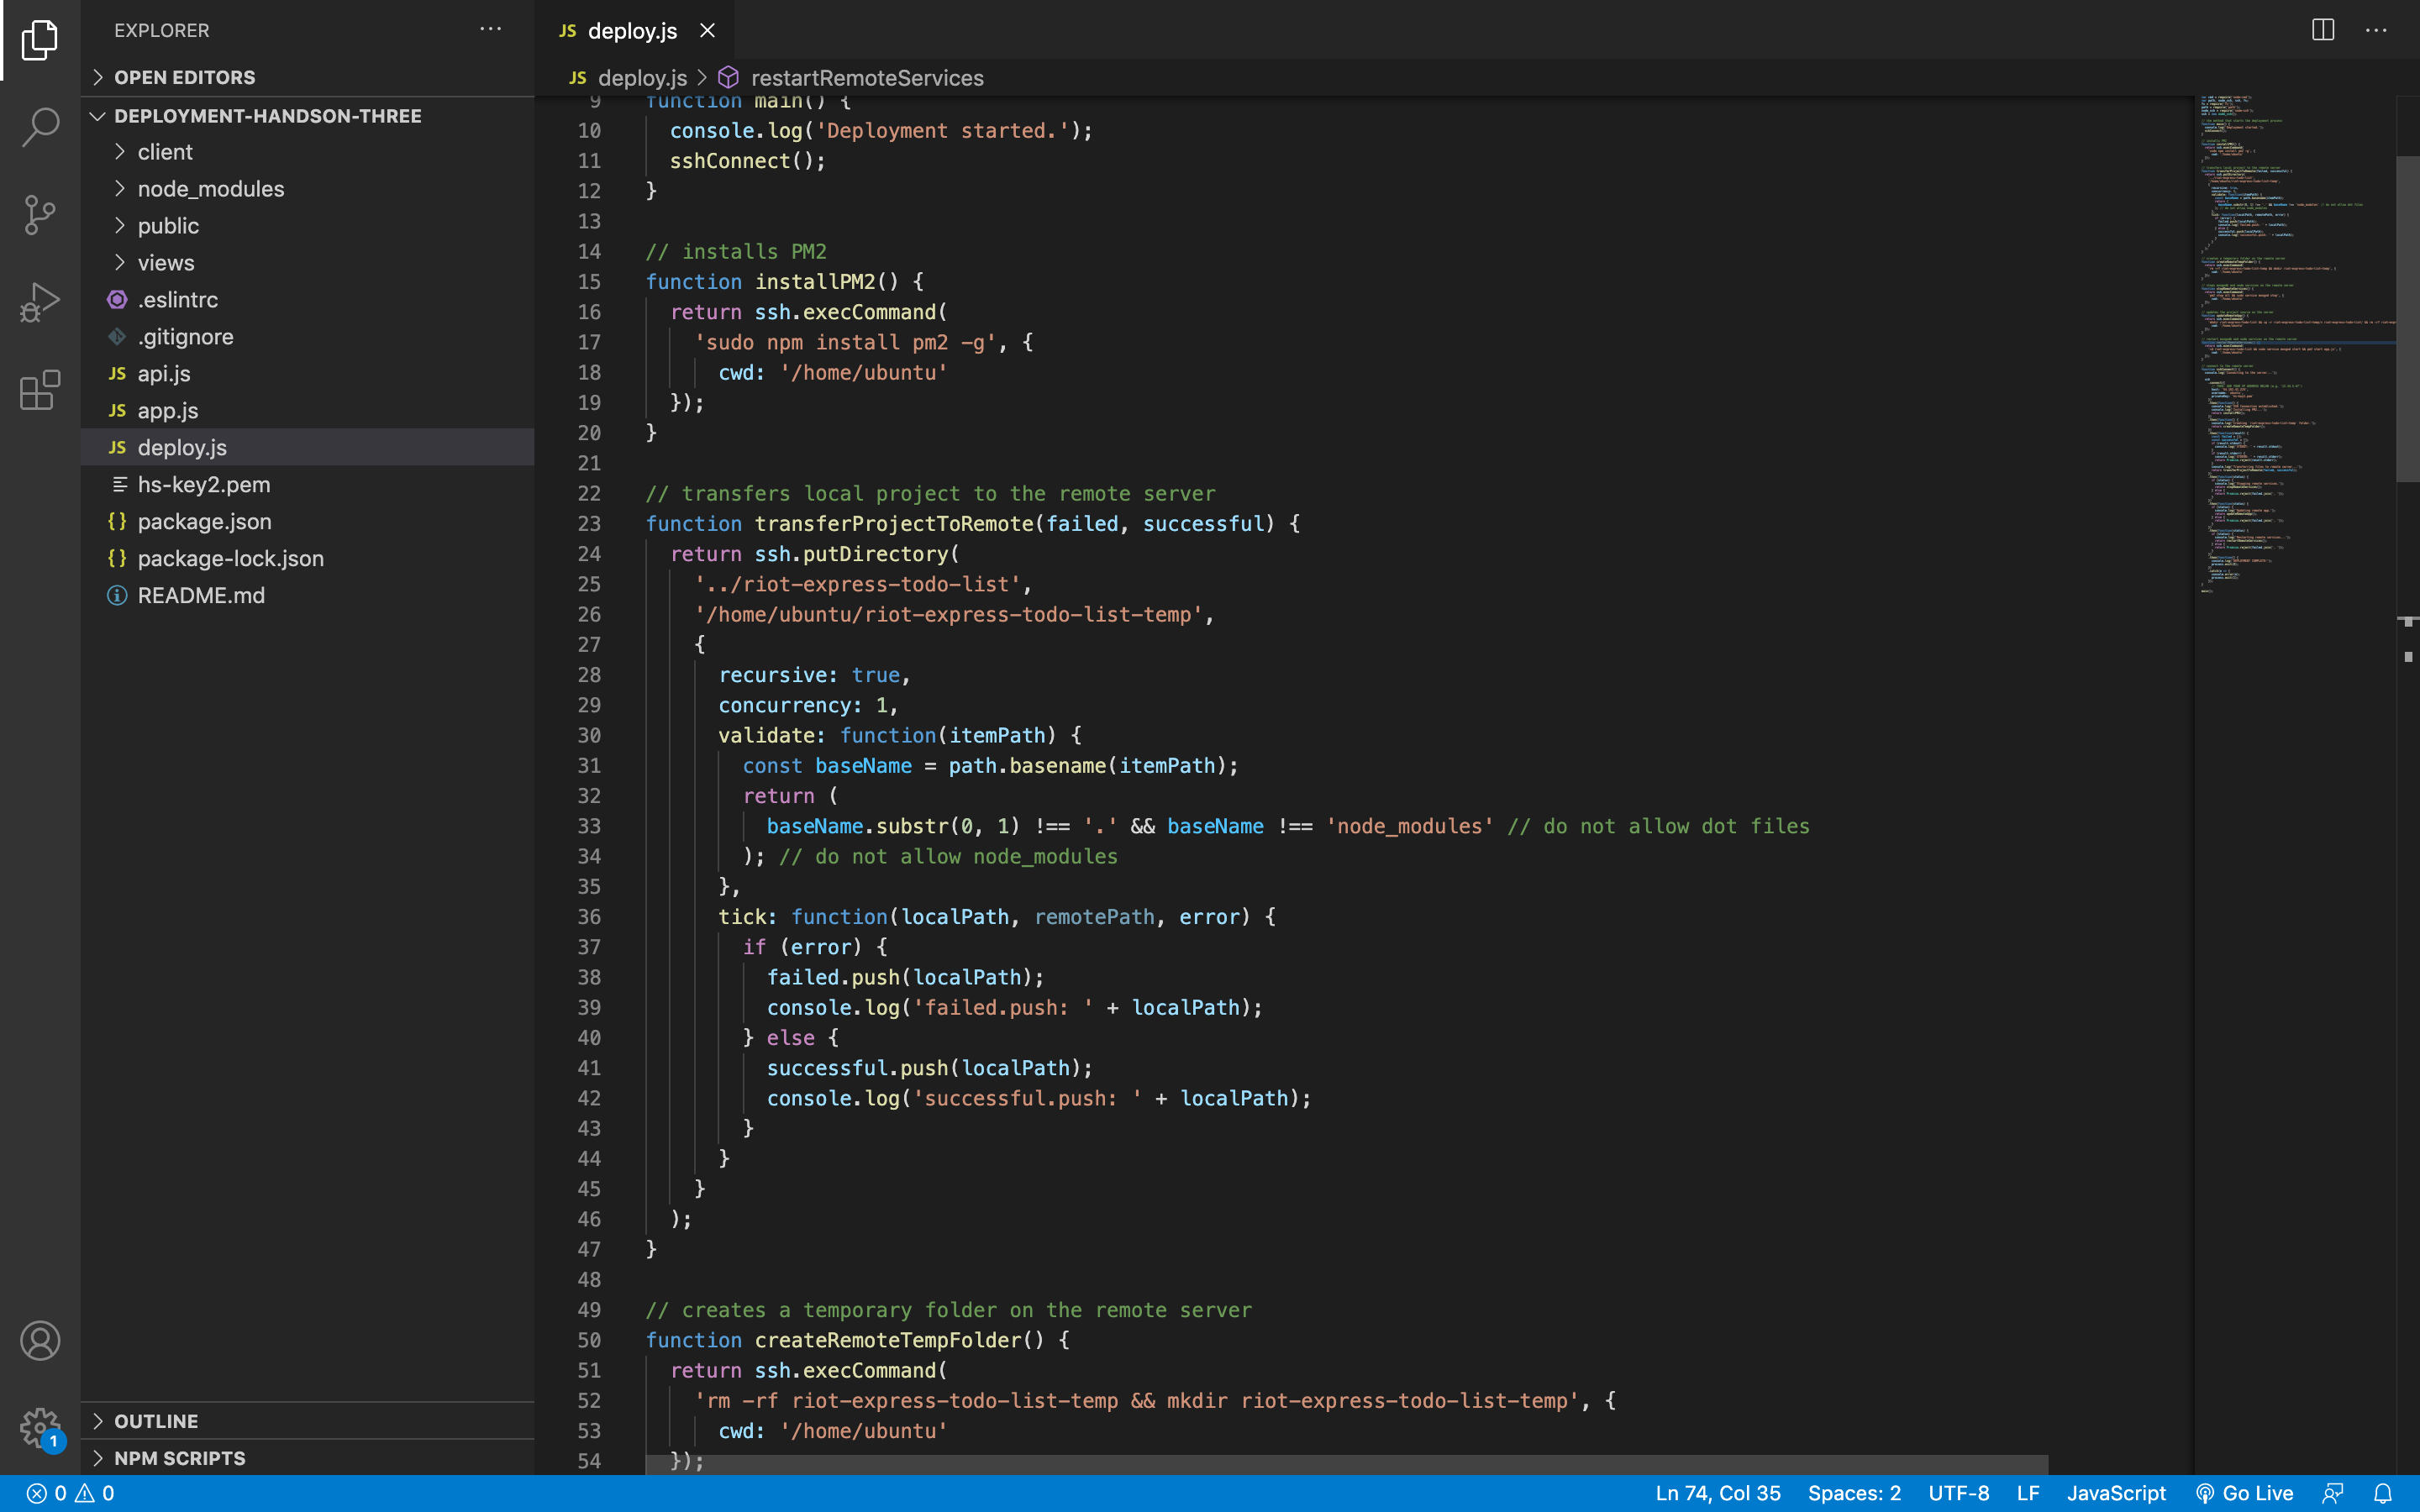 EXPLORER
OPEN EDITORS
DEPLOYMENT-HANDSON-THREE
client
node_modules
public
views
.eslintrc
.gitignore
JS api.js
JS app.js
JS deploy.js
hs-key2.pem
{} package.json
{} package-lock.json
README.md
OUTLINE
NPM SCRIPTS
1
JS deploy.js
JS deploy.js > restartRemoteServices
9 function main() {
10 console.log('Deployment started.');
11 sshConnect();
12 }
13
14 // installs PM2
15 function installPM2() {
16 return ssh.execCommand(
17 'sudo npm install pm2 -g', {
18 cwd: '/home/ubuntu'
19 });
20 }
21
22 // transfers local project to the remote server
23 function transferProjectToRemote(failed, successful) {
24 return ssh.putDirectory(
25 '../riot-express-todo-list',
26 '/home/ubuntu/riot-express-todo-list-temp',
27 {
28 recursive: true,
29 concurrency: 1,
30 validate: function(itemPath) {
31 const baseName = path.basename(itemPath);
32 return (
33 baseName.substr(0, 1) !== '.' && baseName !== 'node_modules' // do not allow dot files
34 ); // do not allow node_modules
35 },
36 tick: function(localPath, remotePath, error) {
37 if (error) {
38 failed.push(localPath);
39 console.log('failed.push: ' + localPath);
40 } else {
41 successful.push(localPath);
42 console.log('successful.push: ' + localPath);
43 }
44 }
45 }
46 );
47 }
48
49 // creates a temporary folder on the remote server
50 function createRemoteTempFolder() {
51 return ssh.execCommand(
52 'rm -rf riot-express-todo-list-temp && mkdir riot-express-todo-list-temp', {
53 cwd: '/home/ubuntu'
54 });
0 0
Ln 74, Col 35 Spaces: 2 UTF-8 LF JavaScript Go Live